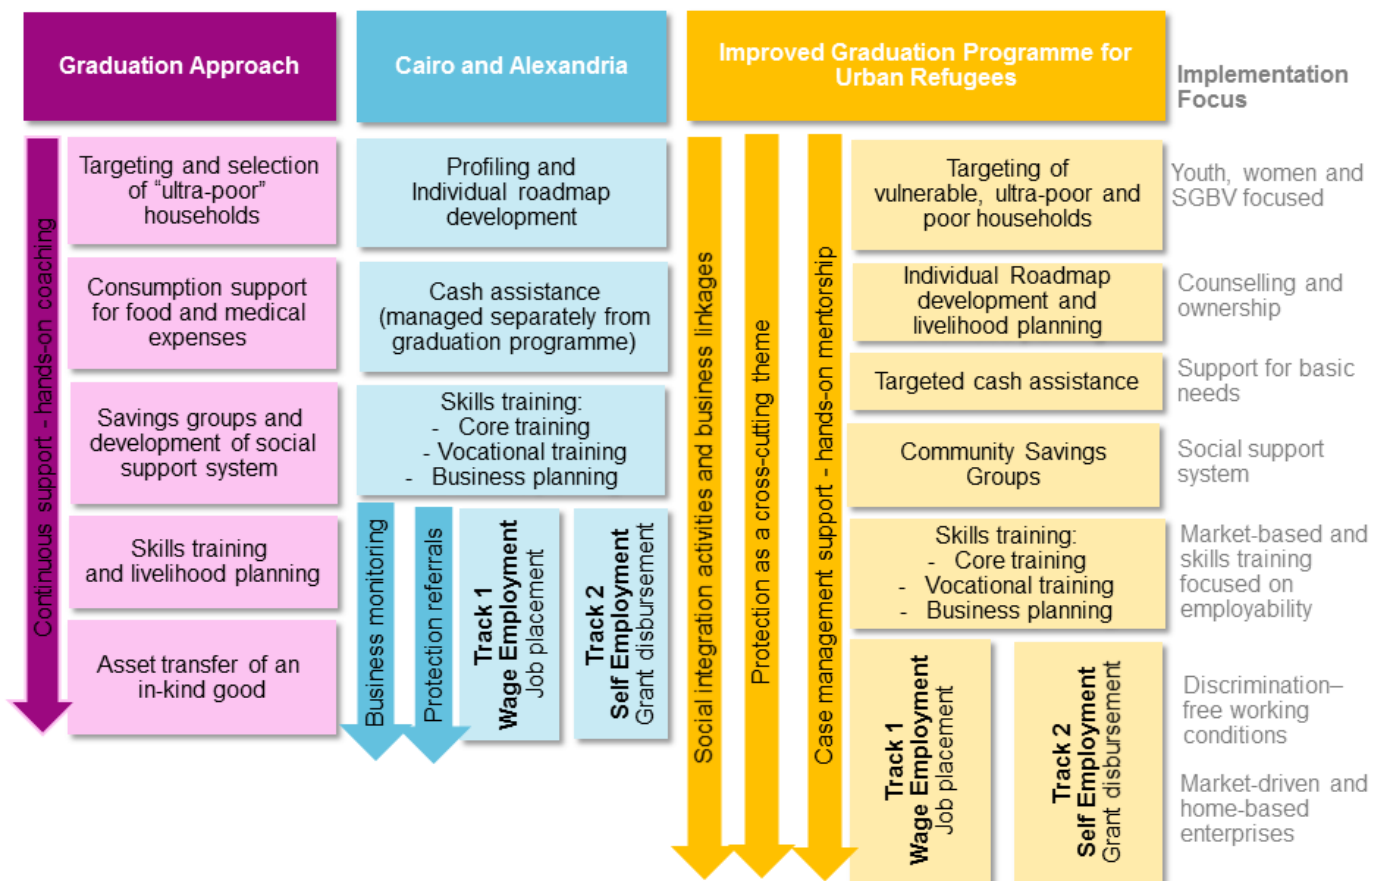 Graduation Approach
Continuous support - hands-on coaching
Targeting and selection
of “ultra-poor”
households
Consumption support
for food and medical
expenses
Savings groups and
development of social
support system
Skills training
and livelihood planning
Asset transfer of an
in-kind good
Cairo and Alexandria
Profiling and
Individual roadmap
development
Cash assistance
(managed separately from
graduation programme)
Skills training:
- Core training
- Vocational training
- Business planning
Business monitoring
Protection referrals
Track 1
Wage Employment
Job placement
Track 2
Self Employment
Grant disbursement
Improved Graduation Programme for
Urban Refugees
Social integration activities and business linkages
Protection as a cross-cutting theme
Case management support - hands-on mentorship
Targeting of
vulnerable, ultra-poor and
poor households
Individual Roadmap
development and
livelihood planning
Targeted cash assistance
Community Savings
Groups
Skills training:
- Core training
- Vocational training
- Business planning
Track 1
Wage Employment
Job placement
Track 2
Self Employment
Grant disbursement
Implementation
Focus
Youth, women and
SGBV focused
Counselling and
ownership
Support for basic
needs
Social support
system
Market-based and
skills training
focused on
employability
Discrimination–
free working
conditions
Market-driven and
home-based
enterprises